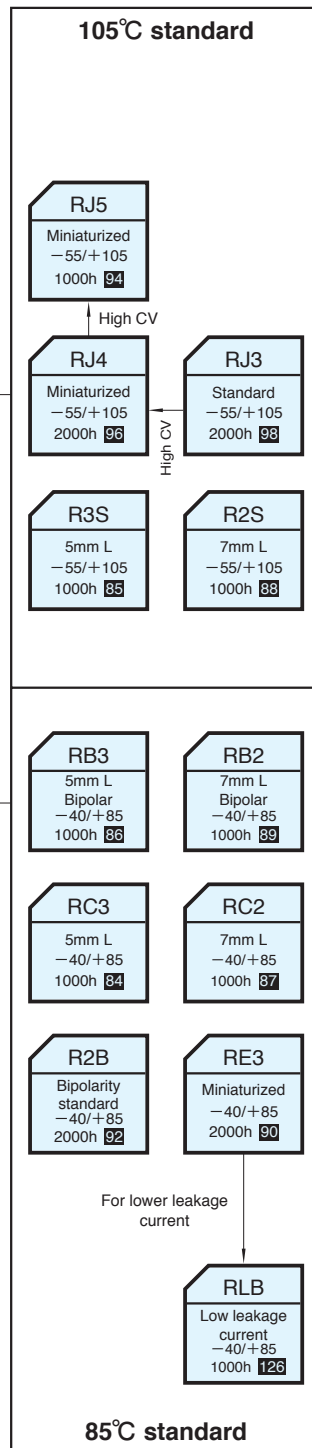 105℃ standard
RJ5
Miniaturized
−55/+105
1000h 94
High CV
RJ4
Miniaturized
−55/+105
2000h 96
High CV
RJ3
Standard
−55/+105
2000h 98
R3S
5mm L
−55/+105
1000h 85
R2S
7mm L
−55/+105
1000h 88
RB3
5mm L
Bipolar
−40/+85
1000h 86
RB2
7mm L
Bipolar
−40/+85
1000h 89
RC3
5mm L
−40/+85
1000h 84
RC2
7mm L
−40/+85
1000h 87
R2B
Bipolarity
standard
−40/+85
2000h 92
RE3
Miniaturized
−40/+85
2000h 90
For lower leakage
current
RLB
Low leakage
current
−40/+85
1000h 126
85℃ standard